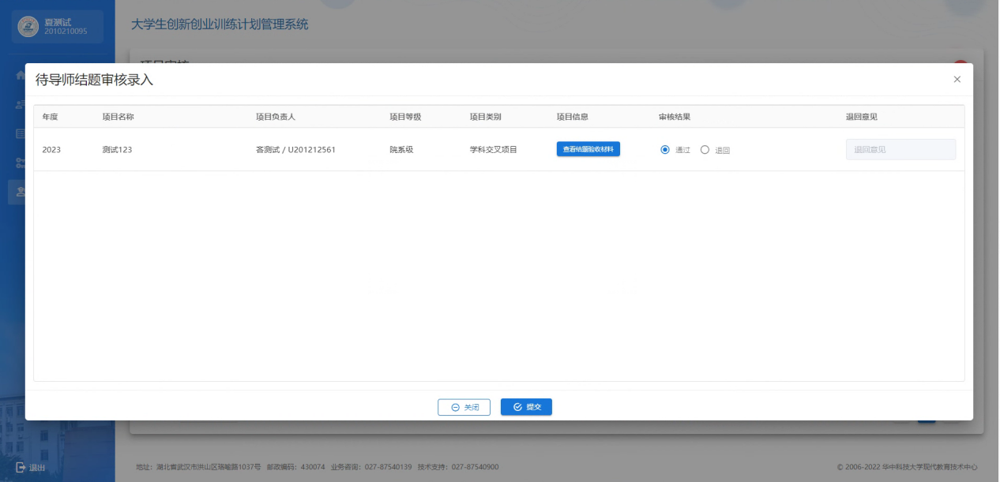 夏测试
2010210095
大学生创新创业训练计划管理系统
待导师结题审核录入
年度 项目名称 项目负责人 项目等级 项目类别 项目信息 审核结果 退回意见
2023 测试123 答测试 / U201212561 院系级 学科交叉项目 查看结题验收材料 通过 退回 退回意见
关闭 提交
退出
地址：湖北省武汉市洪山区珞喻路1037号 邮政编码：430074 业务咨询：027-87540139 技术支持：027-87540900
© 2006-2022 华中科技大学现代教育技术中心